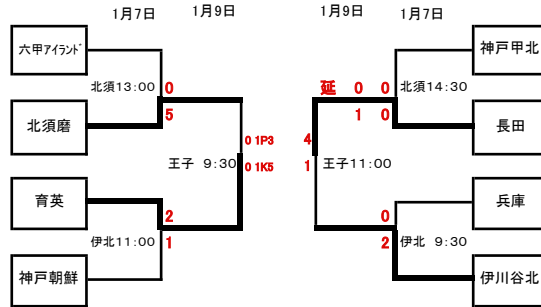 1月7日 1月9日 1月9日 1月7日
六甲アイランド 神戸甲北
北須13:00 0 延 0 0 北須14:30
北須磨 5 1 0 長田
0 1P3 4
王子 9:30 0 1K5 1 王子11:00
育英 兵庫
2 0
伊北11:00 1 2 伊北 9:30
神戸朝鮮 伊川谷北